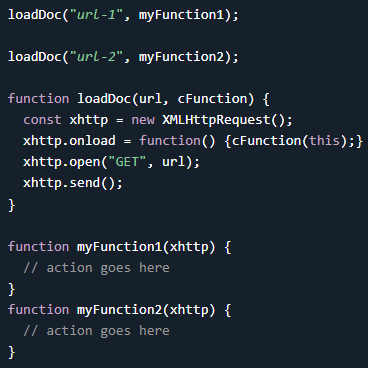 loadDoc("url-1", myFunction1);
loadDoc("url-2", myFunction2);
function loadDoc(url, cFunction) {
  const xhttp = new XMLHttpRequest();
  xhttp.onload = function() {cFunction(this);}
  xhttp.open("GET", url);
  xhttp.send();
}
function myFunction1(xhttp) {
  // action goes here
}
function myFunction2(xhttp) {
  // action goes here
}